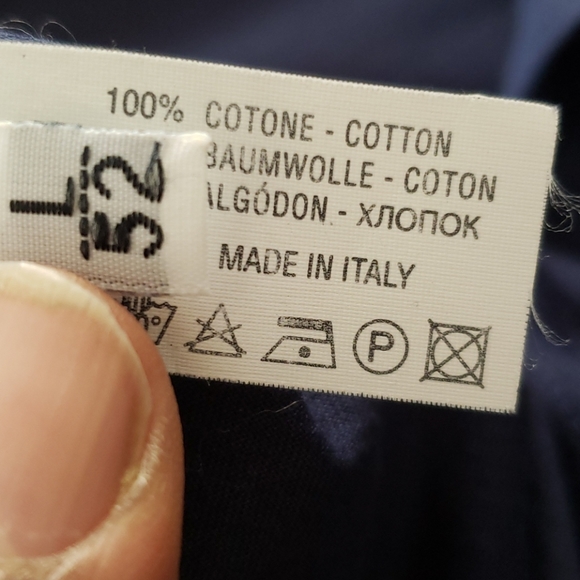 100% COTONE - COTTON
BAUMWOLLE - COTON
ALGÓDON - ХЛОПОК
MADE IN ITALY
P
L
52